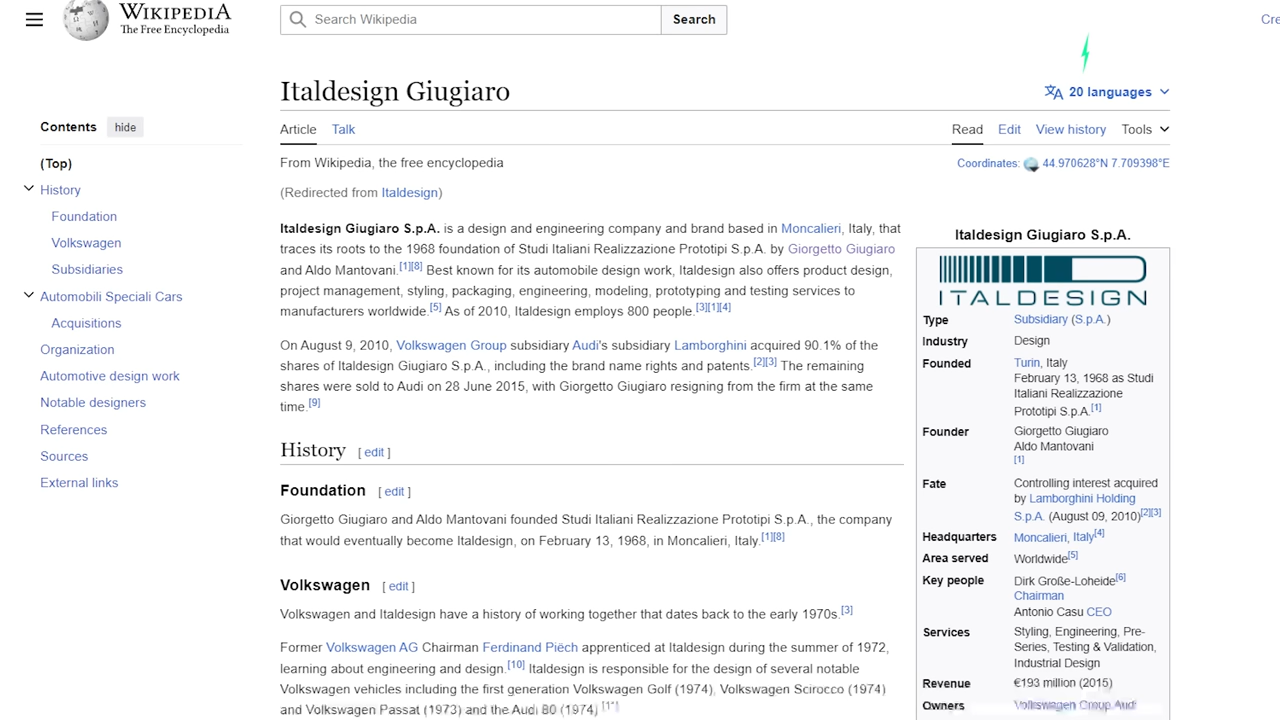 WIKIPEDIA
The Free Encyclopedia
Search Wikipedia
Search
Cre
Italdesign Giugiaro
20 languages
Contents
hide
Article
Talk
Read
Edit
View history
Tools
(Top)
From Wikipedia, the free encyclopedia
Coordinates: 44.970628°N 7.709398°E
History
(Redirected from Italdesign)
Foundation
Volkswagen
Subsidiaries
Automobili Speciali Cars
Acquisitions
Organization
Automotive design work
Notable designers
References
Sources
External links
Italdesign Giugiaro S.p.A. is a design and engineering company and brand based in Moncalieri, Italy, that
traces its roots to the 1968 foundation of Studi Italiani Realizzazione Prototipi S.p.A. by Giorgetto Giugiaro
and Aldo Mantovani.[1][8] Best known for its automobile design work, Italdesign also offers product design,
project management, styling, packaging, engineering, modeling, prototyping and testing services to
manufacturers worldwide.[5] As of 2010, Italdesign employs 800 people.[3][1][4]
On August 9, 2010, Volkswagen Group subsidiary Audi's subsidiary Lamborghini acquired 90.1% of the
shares of Italdesign Giugiaro S.p.A., including the brand name rights and patents.[2][3] The remaining
shares were sold to Audi on 28 June 2015, with Giorgetto Giugiaro resigning from the firm at the same
time.[9]
History [ edit ]
Foundation [ edit ]
Giorgetto Giugiaro and Aldo Mantovani founded Studi Italiani Realizzazione Prototipi S.p.A., the company
that would eventually become Italdesign, on February 13, 1968, in Moncalieri, Italy.[1][8]
Volkswagen [ edit ]
Volkswagen and Italdesign have a history of working together that dates back to the early 1970s.[3]
Former Volkswagen AG Chairman Ferdinand Piëch apprenticed at Italdesign during the summer of 1972,
learning about engineering and design.[10] Italdesign is responsible for the design of several notable
Volkswagen vehicles including the first generation Volkswagen Golf (1974), Volkswagen Scirocco (1974)
and Volkswagen Passat (1973) and the Audi 80 (1974)
Italdesign Giugiaro S.p.A.
ITALDESIGN
Type Subsidiary (S.p.A.)
Industry Design
Founded Turin, Italy
February 13, 1968 as Studi
Italiani Realizzazione
Prototipi S.p.A.[1]
Founder Giorgetto Giugiaro
Aldo Mantovani
[1]
Fate Controlling interest acquired
by Lamborghini Holding
S.p.A. (August 09, 2010)[2][3]
Headquarters Moncalieri, Italy[4]
Area served Worldwide[5]
Key people Dirk Große-Loheide[6]
Chairman
Antonio Casu CEO
Services Styling, Engineering, Pre-
Series, Testing & Validation,
Industrial Design
Revenue €193 million (2015)
Owners Volkswagen Group Audi